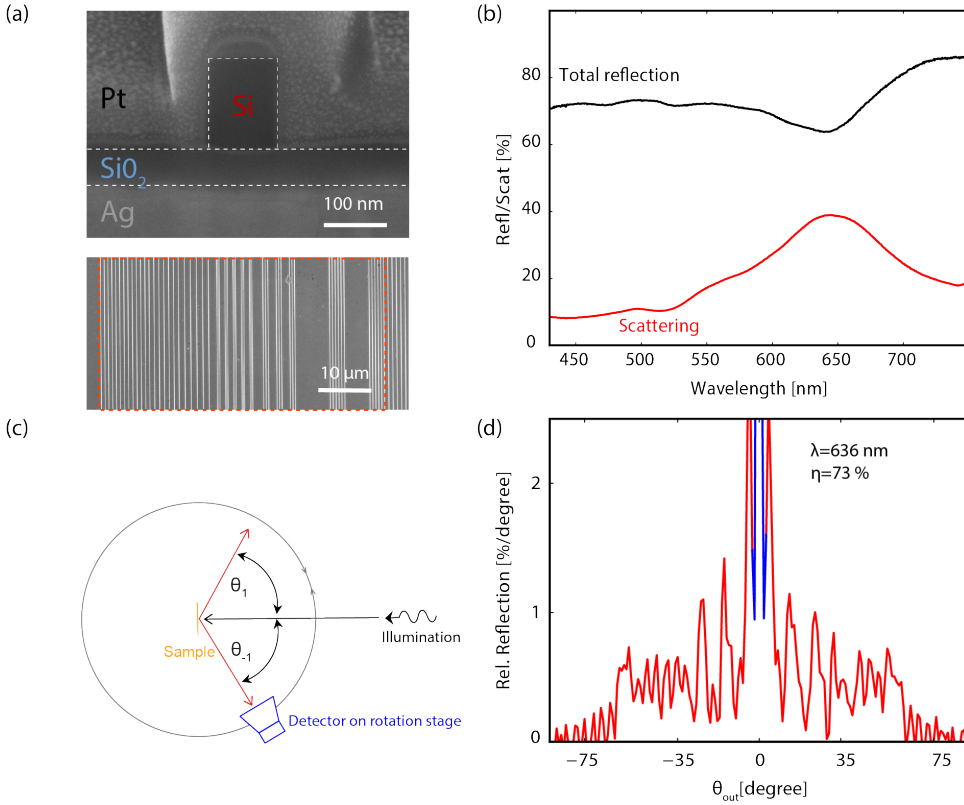 (a)
Pt
Si
SiO2
Ag
100 nm
10 µm
(b)
Refl/Scat [%]
80
60
40
20
0
Total reflection
Scattering
450
500
550
600
650
700
Wavelength [nm]
(c)
θ1
θ-1
Sample
Illumination
Detector on rotation stage
(d)
Rel. Reflection [%/degree]
2
1
0
λ=636 nm
η=73 %
−75
−35
0
35
75
θout[degree]